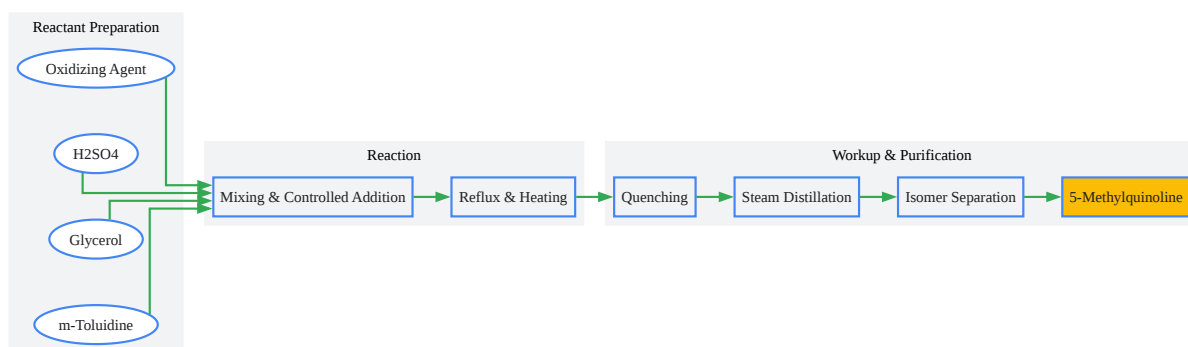 Reactant Preparation
Oxidizing Agent
H2SO4
Glycerol
m-Toluidine
Reaction
Mixing & Controlled Addition
Reflux & Heating
Workup & Purification
Quenching
Steam Distillation
Isomer Separation
5-Methylquinoline